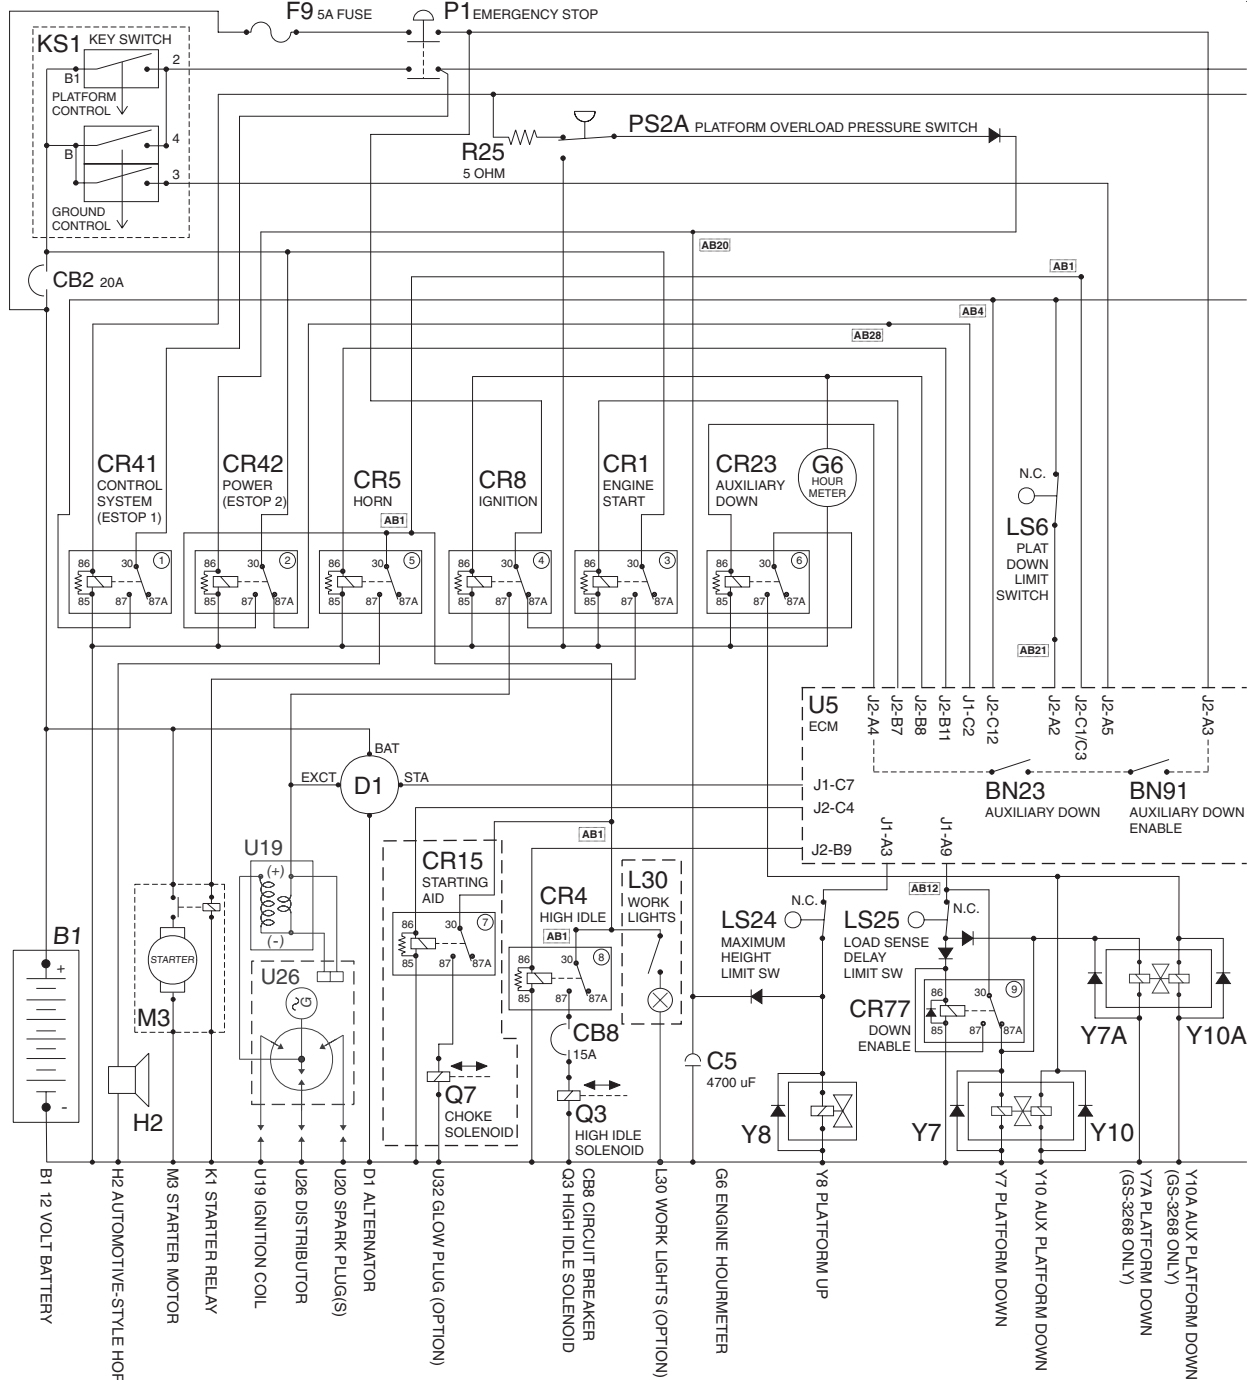 F9 5A FUSE
P1 EMERGENCY STOP
KS1 KEY SWITCH
2
B1
PLATFORM
CONTROL
4
B
3
GROUND
CONTROL
PS2A PLATFORM OVERLOAD PRESSURE SWITCH
R25
5 OHM
AB20
AB1
CB2 20A
AB4
AB28
CR41
CONTROL
SYSTEM
(ESTOP 1)
CR42
POWER
(ESTOP 2)
CR5
HORN
AB1
CR8
IGNITION
CR1
ENGINE
START
CR23
AUXILIARY
DOWN
G6
HOUR
METER
N.C.
LS6
PLAT
DOWN
LIMIT
SWITCH
AB21
86 30 1
85 87 87A
86 30 2
85 87 87A
86 30 5
85 87 87A
86 30 4
85 87 87A
86 30 3
85 87 87A
86 30 6
85 87 87A
U5
ECM
J2-A4
J2-B7
J2-B8
J2-B11
J1-C2
J2-C12
J2-A2
J2-C1/C3
J2-A5
J2-A3
BN23
AUXILIARY DOWN
BN91
AUXILIARY DOWN
ENABLE
J1-C7
J2-C4
J2-B9
J1-A3
J1-A9
BAT
EXCT
D1
STA
AB1
U19
(+)
(-)
CR15
STARTING
AID
86 30 7
85 87 87A
CR4
HIGH IDLE
AB1
86 30 8
85 87 87A
L30
WORK
LIGHTS
N.C.
LS24
MAXIMUM
HEIGHT
LIMIT SW
AB12
N.C.
LS25
LOAD SENSE
DELAY
LIMIT SW
CR77
DOWN
ENABLE
86 30 9
85 87 87A
Y7A
Y10A
B1
+
-
STARTER
M3
U26
G
H2
CB8
15A
Q7
CHOKE
SOLENOID
Q3
HIGH IDLE
SOLENOID
C5
4700 uF
Y8
Y7
Y10
B1 12 VOLT BATTERY
H2 AUTOMOTIVE-STYLE HOR
M3 STARTER MOTOR
K1 STARTER RELAY
U19 IGNITION COIL
U26 DISTRIBUTOR
U20 SPARK PLUG(S)
D1 ALTERNATOR
U32 GLOW PLUG (OPTION)
CB8 CIRCUIT BREAKER
Q3 HIGH IDLE SOLENOID
L30 WORK LIGHTS (OPTION)
G6 ENGINE HOURMETER
Y8 PLATFORM UP
Y7 PLATFORM DOWN
Y10 AUX PLATFORM DOWN
Y7A PLATFORM DOWN
(GS-3268 ONLY)
Y10A AUX PLATFORM DOWN
(GS-3268 ONLY)